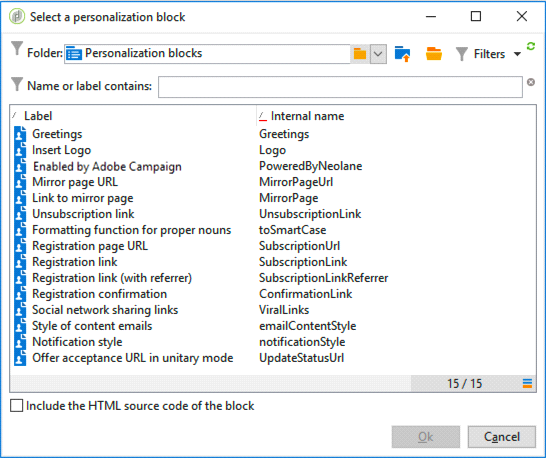 Select a personalization block
Folder: Personalization blocks Filters
Name or label contains:
Label Internal name
Greetings Greetings
Insert Logo Logo
Enabled by Adobe Campaign PoweredByNeolane
Mirror page URL MirrorPageUrl
Link to mirror page MirrorPage
Unsubscription link UnsubscriptionLink
Formatting function for proper nouns toSmartCase
Registration page URL SubscriptionUrl
Registration link SubscriptionLink
Registration link (with referrer) SubscriptionLinkReferrer
Registration confirmation ConfirmationLink
Social network sharing links ViralLinks
Style of content emails emailContentStyle
Notification style notificationStyle
Offer acceptance URL in unitary mode UpdateStatusUrl
15 / 15
Include the HTML source code of the block
Ok Cancel